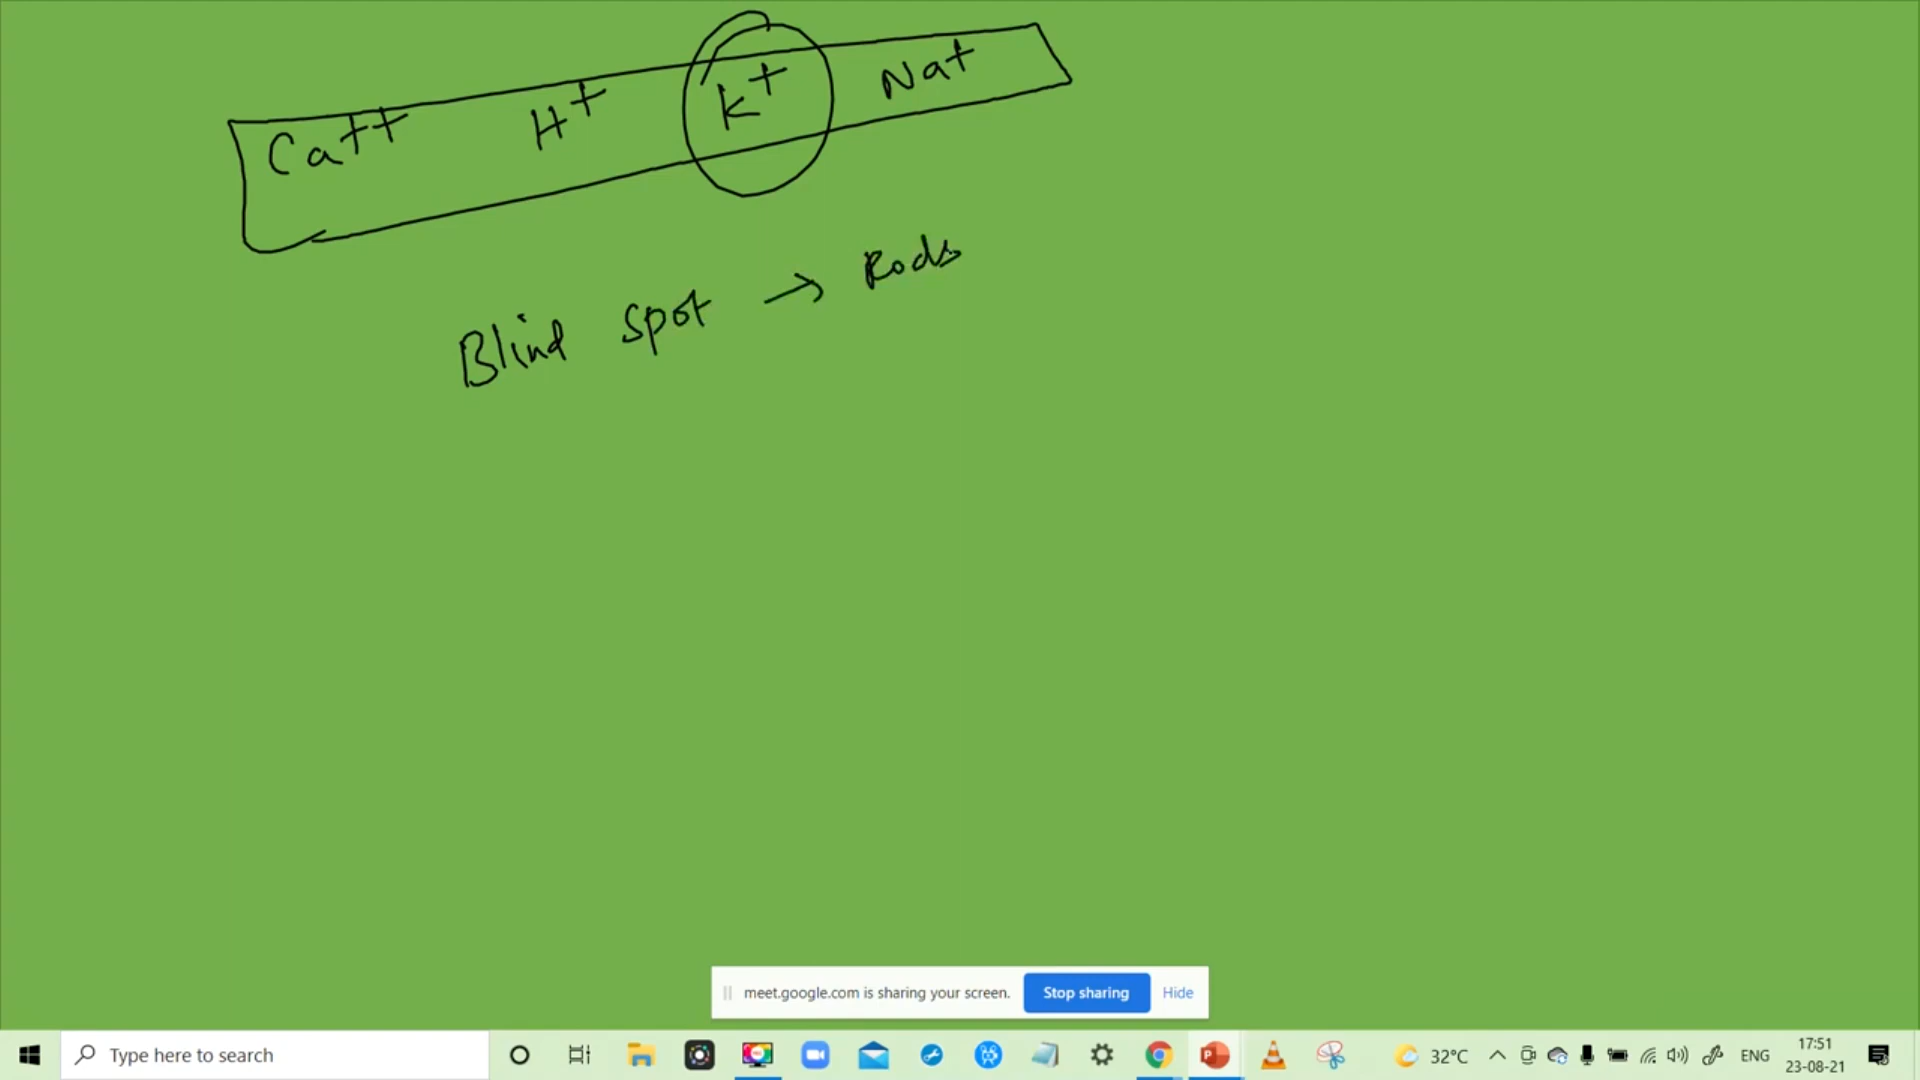 Ca++ H+ K+ Na+
Blind spot → Rods
meet.google.com is sharing your screen. Stop sharing Hide
Type here to search 32°C ENG 17:51
23-08-21